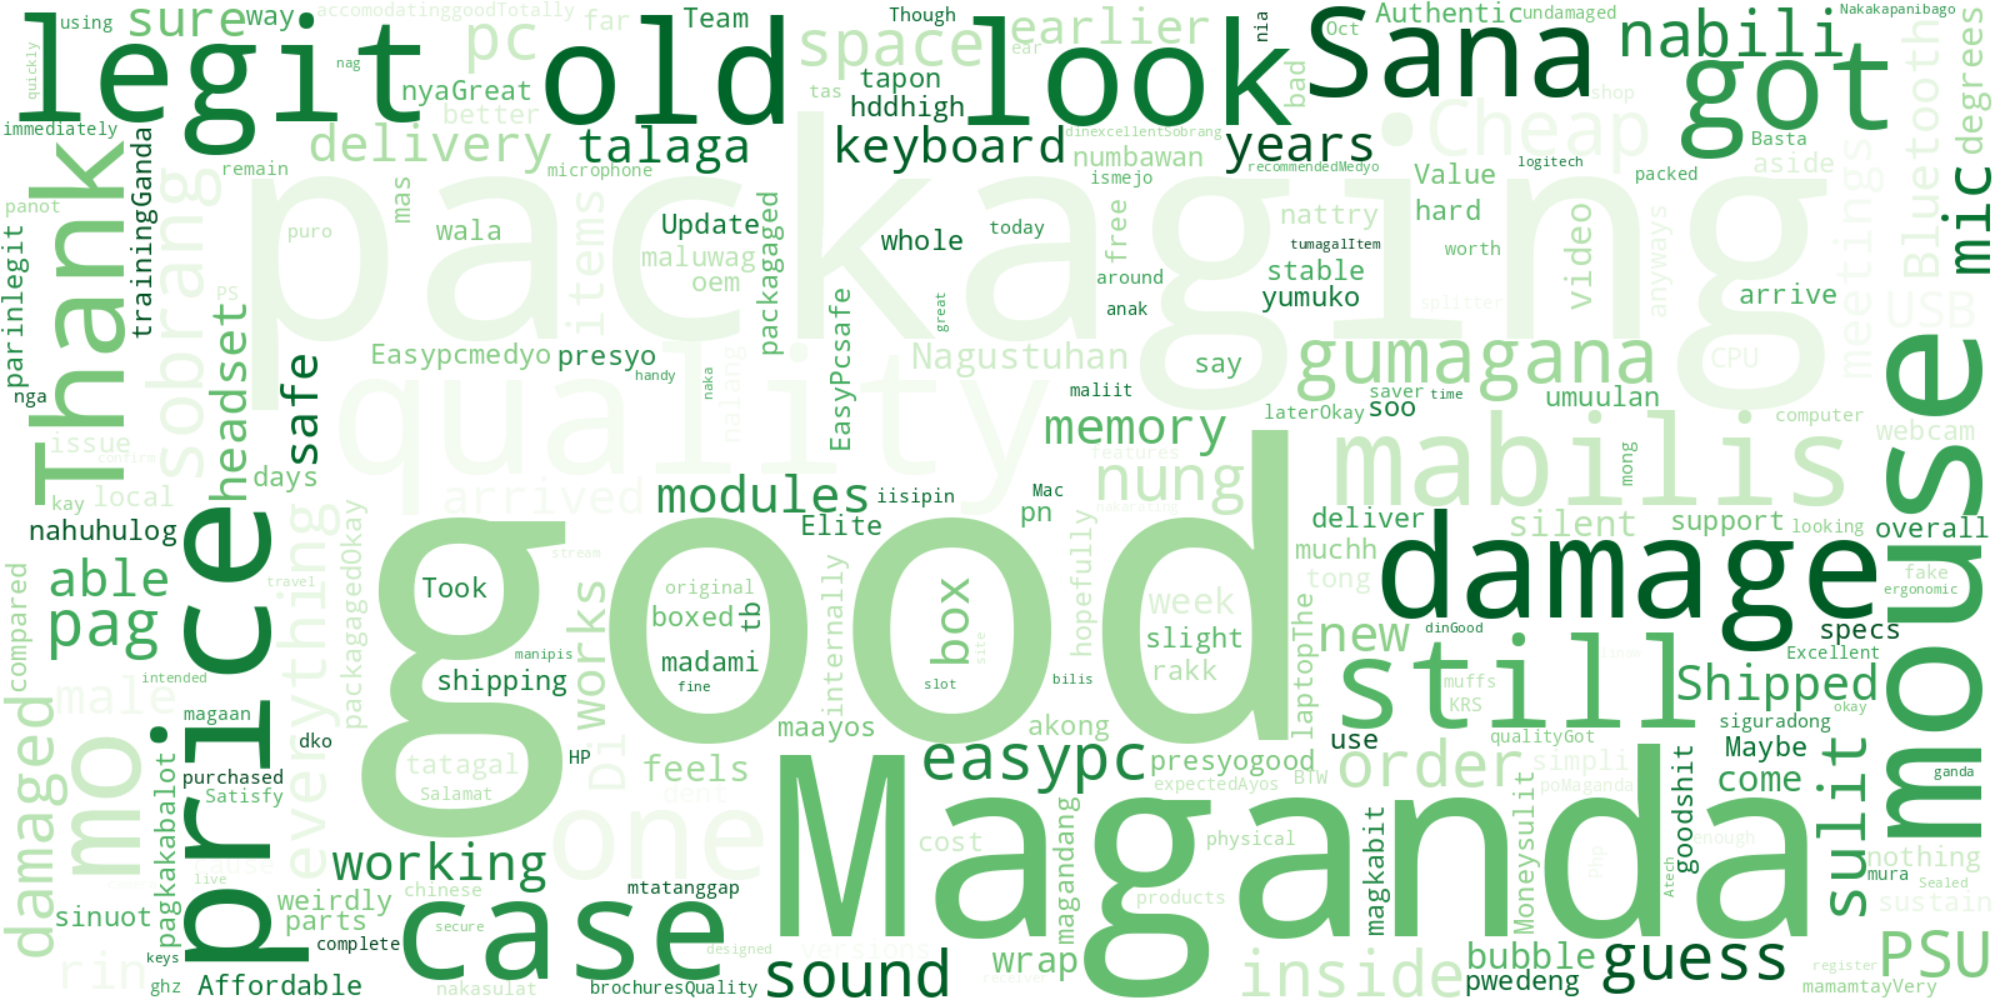 using
sure
way
accomodatinggoodTotally
far
Team
Though
earlier
Oct
Authentic
undamaged
Nakakapanibago
quickly
legit
nag
pc
old
space
ear
look
nia
Sana
nabili
shop
nyaGreat
tapon
tas
hddhigh
bad
got
Bluetooth
degrees
better
immediately
delivery
talaga
keyboard
dinexcellentSobrang
years
Cheap
Basta
trainingGanda
remain
microphone
numbawan
ismejo
recommendedMedyo
logitech
Value
packed
aside
mic
Thank
sobrang
panot
puro
packaging
mas
wala
items
Update
packagaged
whole
today
free
nattry
hard
video
worth
anyways
meetings
parinlegit
maluwag
oem
tumagalItem
stable
yumuko
around
anak
great
splitter
arrive
USB
PS
headset
safe
Easypcmedyo
presyo
handy
naka
nalang
EasyPcsafe
Nagustuhan
say
gumagana
CPU
nga
quality
maliit
saver
time
laterOkay
soo
umuulan
computer
mouse
issue
confirm
days
memory
features
nung
mabilis
mong
webcam
kay
local
arrived
modules
iisipin
Mac
pn
nakarating
deliver
silent
support
looking
overall
nahuhulog
Elite
price
everything
packagagedOkay
good
stream
works
Took
original
boxed
tb
internally
box
site
hopefully
week
slight
rakk
muchh
tong
laptopThe
damage
fake
ergonomic
able
pag
travel
compared
new
dinGood
specs
Excellent
madami
fine
manipis
shipping
slot
bilis
still
linaw
muffs
KRS
Shipped
male
intended
magaan
mo
dko
HP
Di
maayos
akong
use
qualityGot
siguradong
okay
damaged
pagkakabalot
purchased
Satisfy
tatagal
Salamat
feels
dent
easypc
presyogood
expectedAyos
BTW
order
simpli
poMaganda
goodshit
Maybe
come
sulit
ganda
one
Maganda
cause
working
cost
magandang
physical
magkabit
Moneysulit
Php
enough
nothing
mura
live
camera
chinese
mtatanggap
products
Atech
Sealed
sustain
sinuot
weirdly
parts
case
secure
complete
designed
versions
rin
keys
ghz
Affordable
nakasulat
brochuresQuality
sound
wrap
receiver
inside
bubble
pwedeng
guess
PSU
register
mamamtayVery